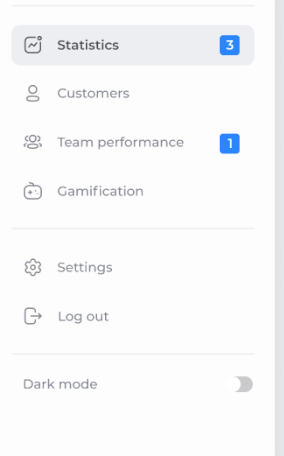 Statistics 3
Customers
Team performance 1
Gamification
Settings
Log out
Dark mode